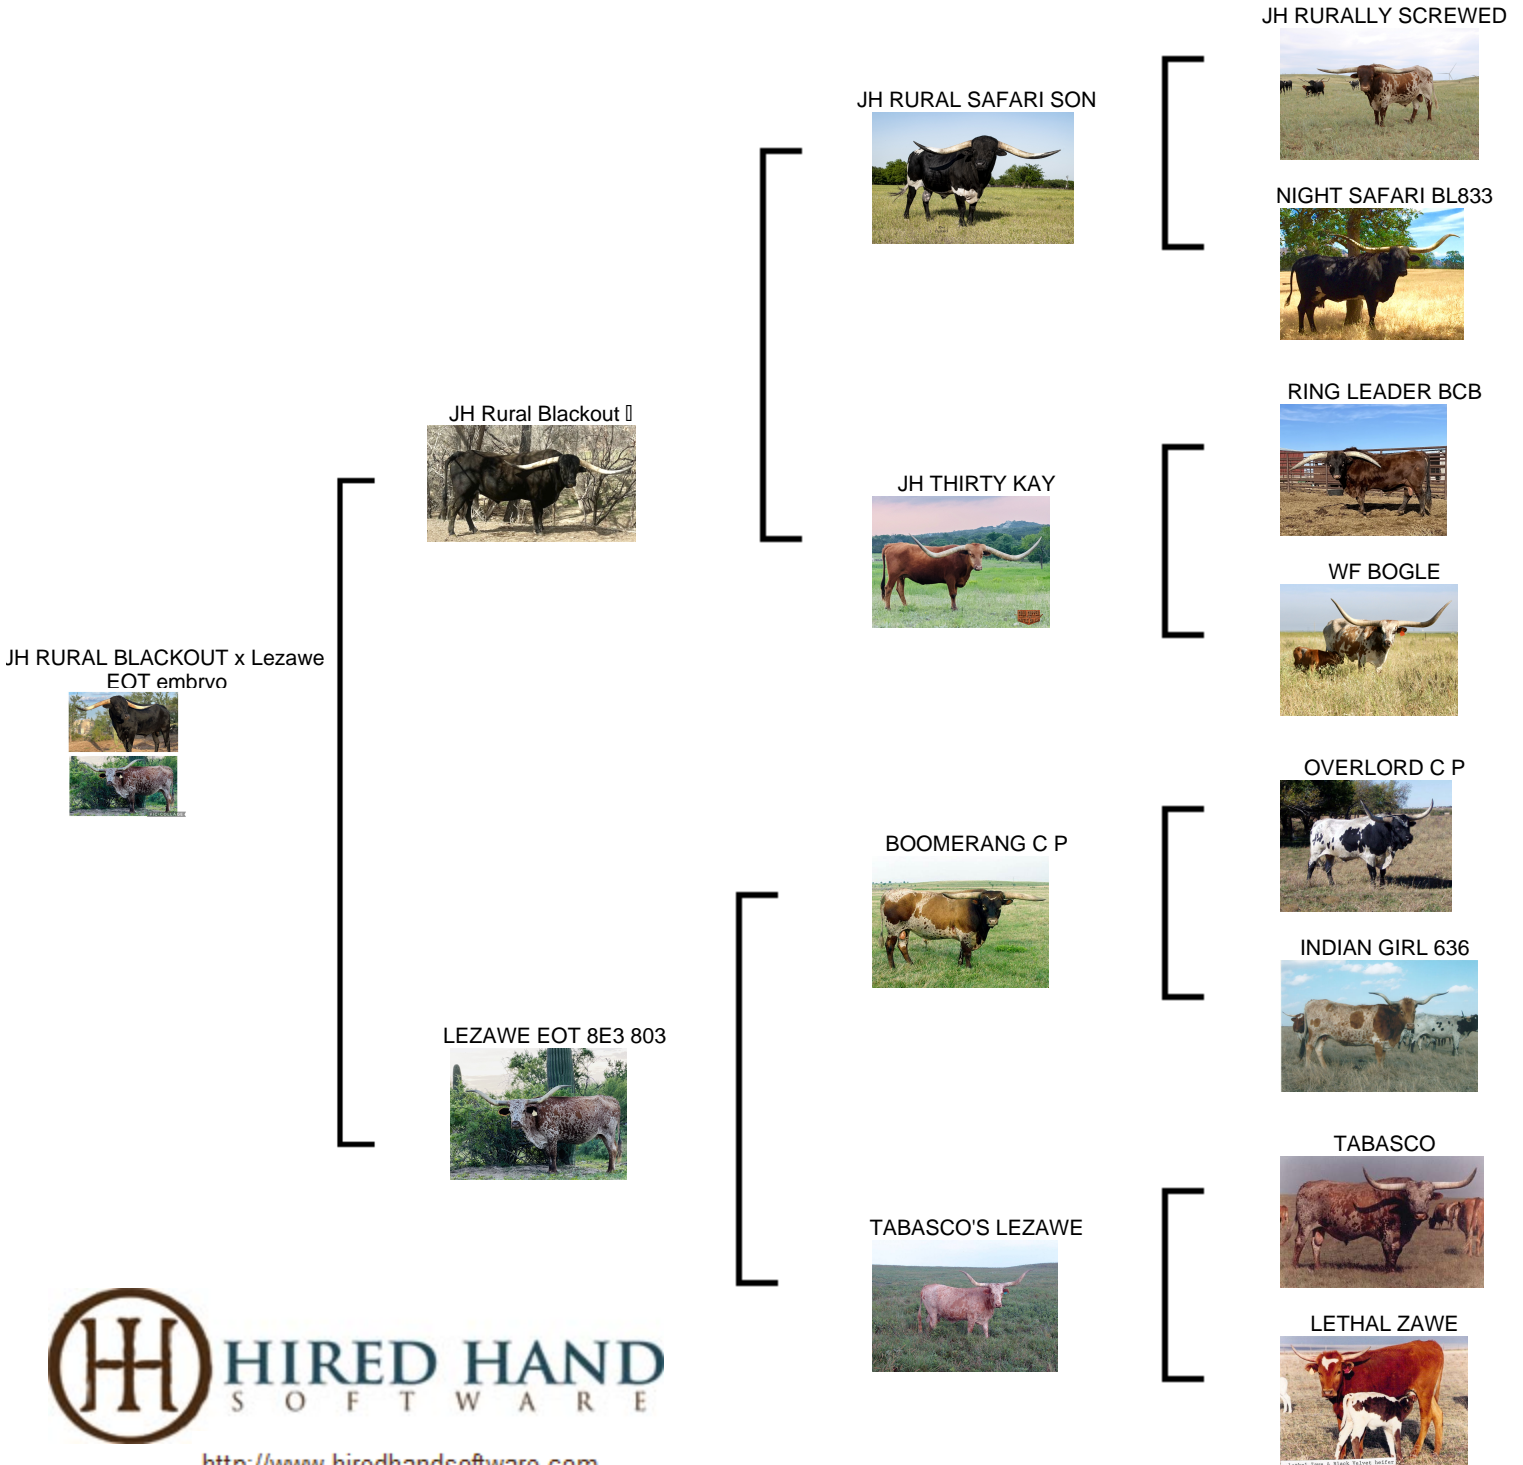 JH RURALLY SCREWED
JH RURAL SAFARI SON
NIGHT SAFARI BL833
JH Rural Blackout
RING LEADER BCB
JH THIRTY KAY
WF BOGLE
JH RURAL BLACKOUT x Lezawe
EOT embryo
OVERLORD C P
BOOMERANG C P
INDIAN GIRL 636
LEZAWE EOT 8E3 803
TABASCO
TABASCO'S LEZAWE
LETHAL ZAWE
HIRED HAND
SOFTWARE
http://www.hiredhandsoftware.com